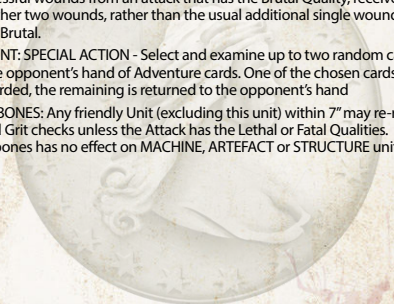 ssful wounds from an attack that has the Brutal Quality, receive
her two wounds, rather than the usual additional single wound
Brutal.
NT: SPECIAL ACTION - Select and examine up to two random c
e opponent's hand of Adventure cards. One of the chosen cards
rded, the remaining is returned to the opponent's hand
BONES: Any friendly Unit (excluding this unit) within 7" may re-r
d Grit checks unless the Attack has the Lethal or Fatal Qualities.
ones has no effect on MACHINE, ARTEFACT or STRUCTURE unit